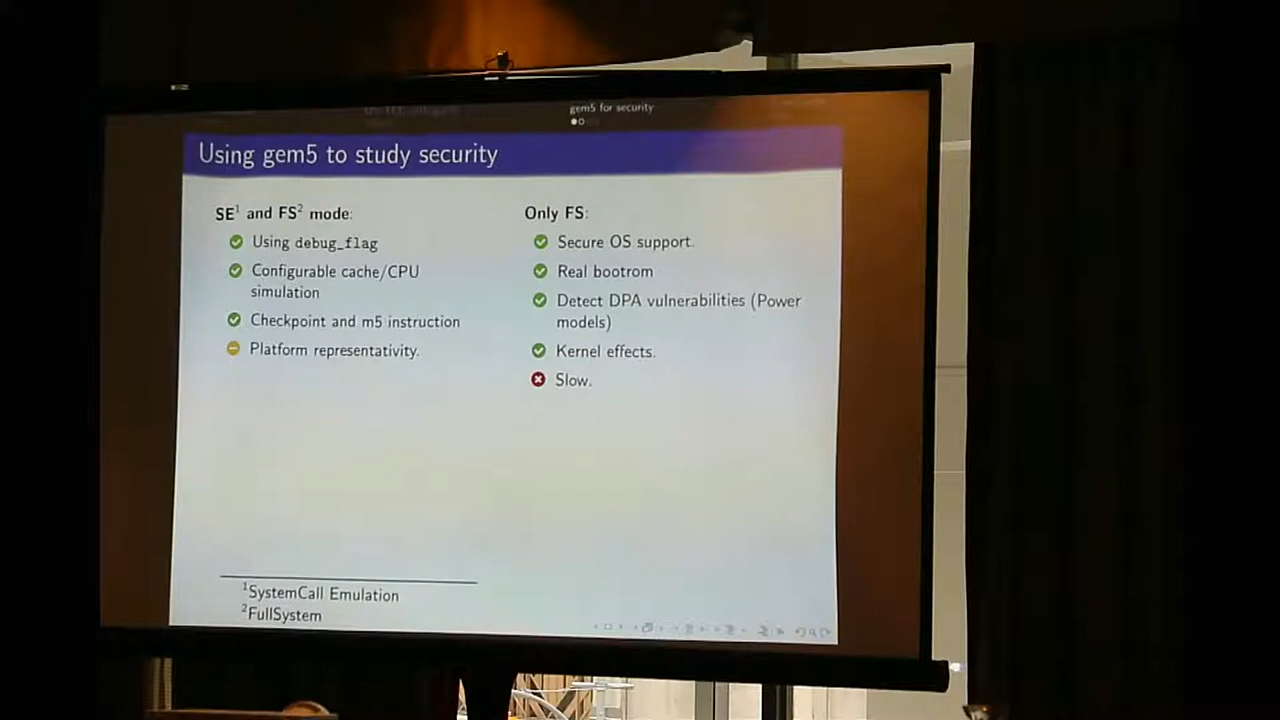 gem5 for security
Using gem5 to study security
SE¹ and FS² mode:
Using debug_flag
Configurable cache/CPU
simulation
Checkpoint and m5 instruction
Platform representativity.
Only FS:
Secure OS support.
Real bootrom
Detect DPA vulnerabilities (Power
models)
Kernel effects.
Slow.
¹SystemCall Emulation
²FullSystem